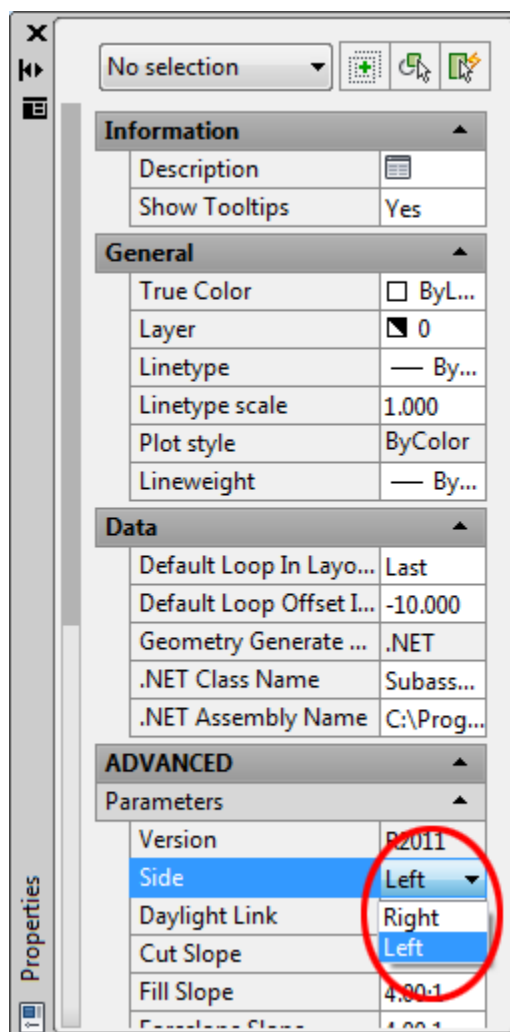 No selection
Information
Description
Show Tooltips Yes
General
True Color ByL...
Layer 0
Linetype By...
Linetype scale 1.000
Plot style ByColor
Lineweight By...
Data
Default Loop In Layo... Last
Default Loop Offset I... -10.000
Geometry Generate ... .NET
.NET Class Name Subass...
.NET Assembly Name C:\Prog...
ADVANCED
Parameters
Version R2011
Side Left
Daylight Link Right
Cut Slope Left
Fill Slope 4.00:1
Foreslope Slope
Properties